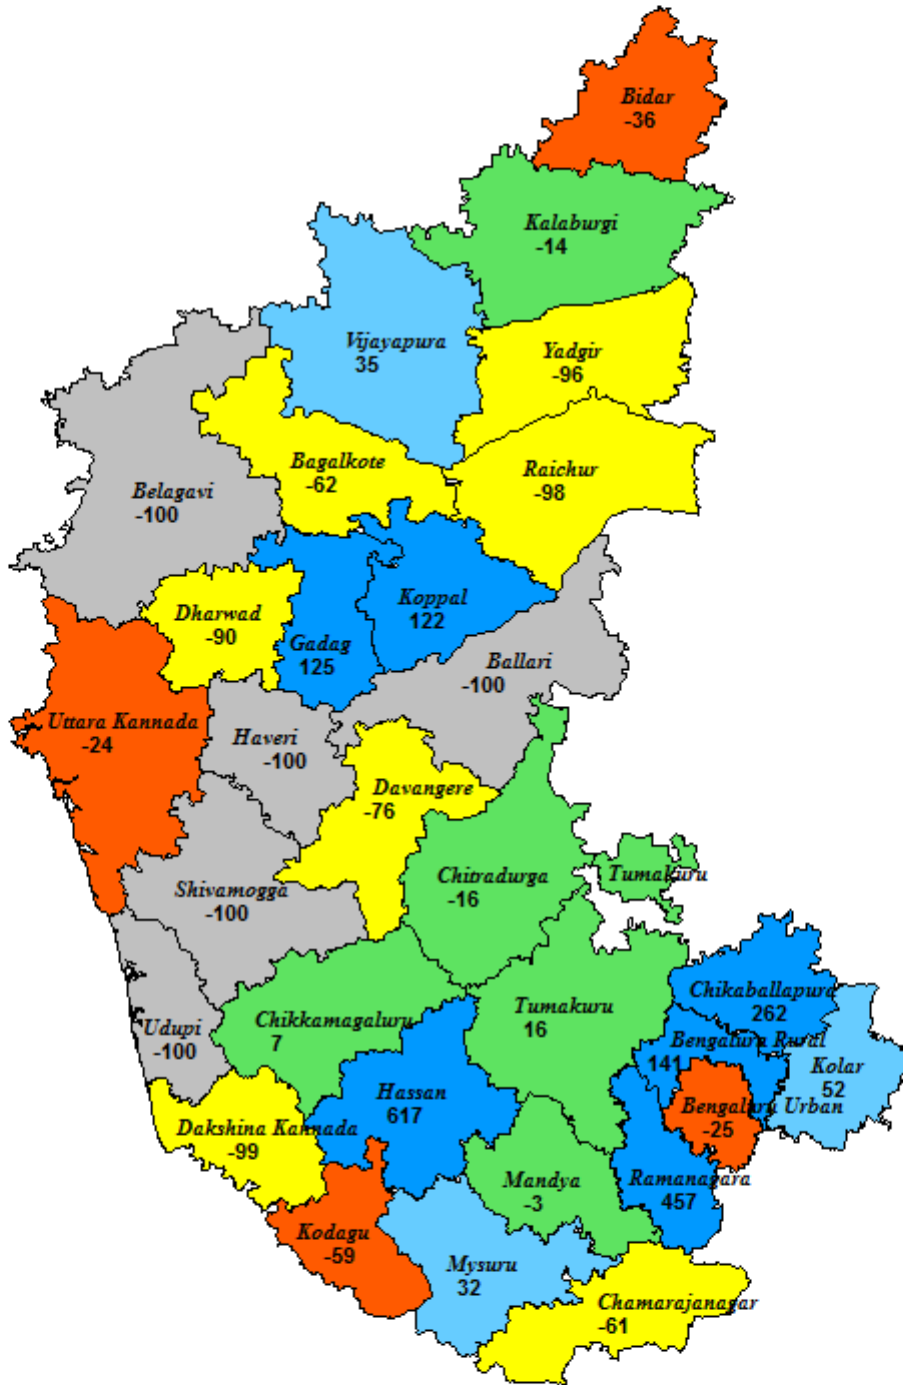 Bidar
-36
Kalaburgi
-14
Vijayapura
35
Yadgir
-96
Bagalkote
-62
Raichur
-98
Belagavi
-100
Koppal
122
Dharwad
-90
Gadag
125
Ballari
-100
Uttara Kannada
-24
Haveri
-100
Davangere
-76
Chitradurga
-16
Tumakuru
Shivamogga
-100
Chikaballapura
262
Tumakuru
16
Chikkamagaluru
7
Udupi
-100
Bengaluru Rural
141
Kolar
52
Hassan
617
Bengaluru Urban
-25
Dakshina Kannada
-99
Mandya
-3
Ramanagara
457
Kodagu
-59
Mysuru
32
Chamarajanagar
-61